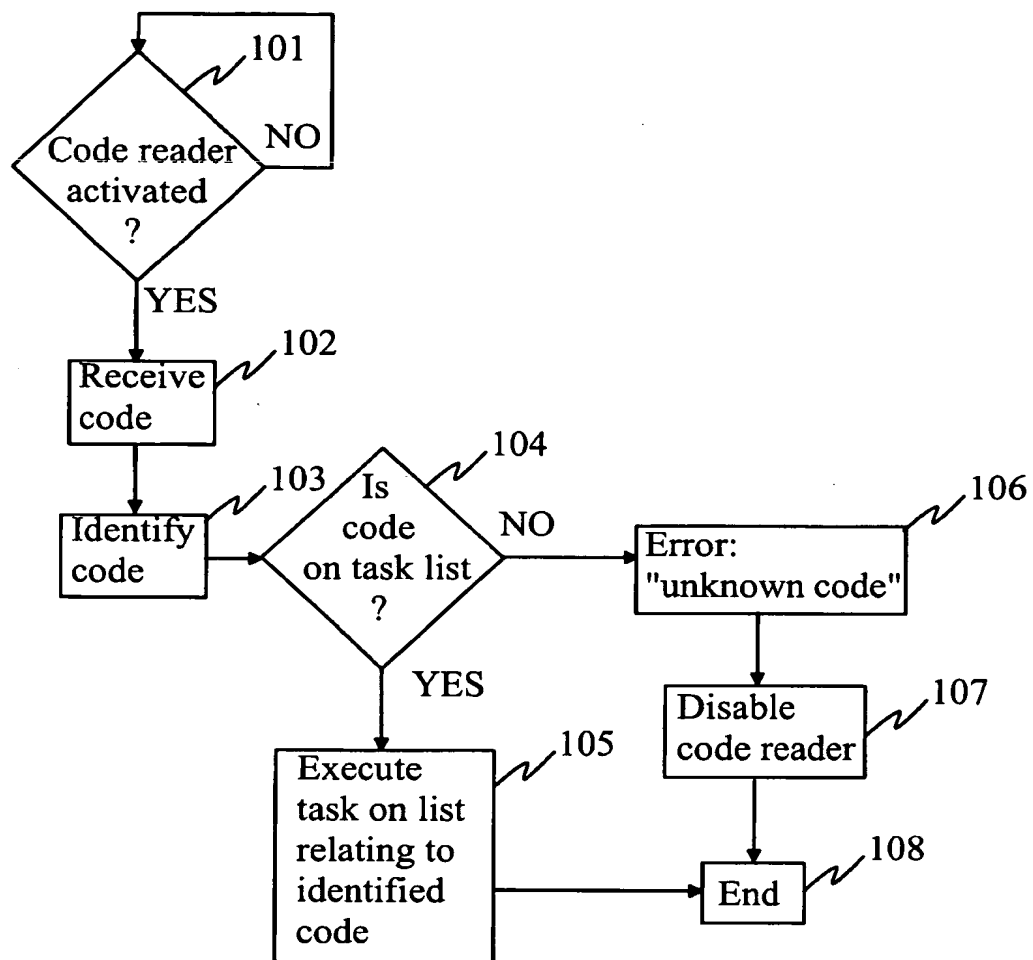 101
Code reader
activated
?
NO
YES
102
Receive
code
103
Identify
code
104
Is
code
on task list
?
NO
106
Error:
"unknown code"
YES
107
Disable
code reader
105
Execute
task on list
relating to
identified
code
108
End